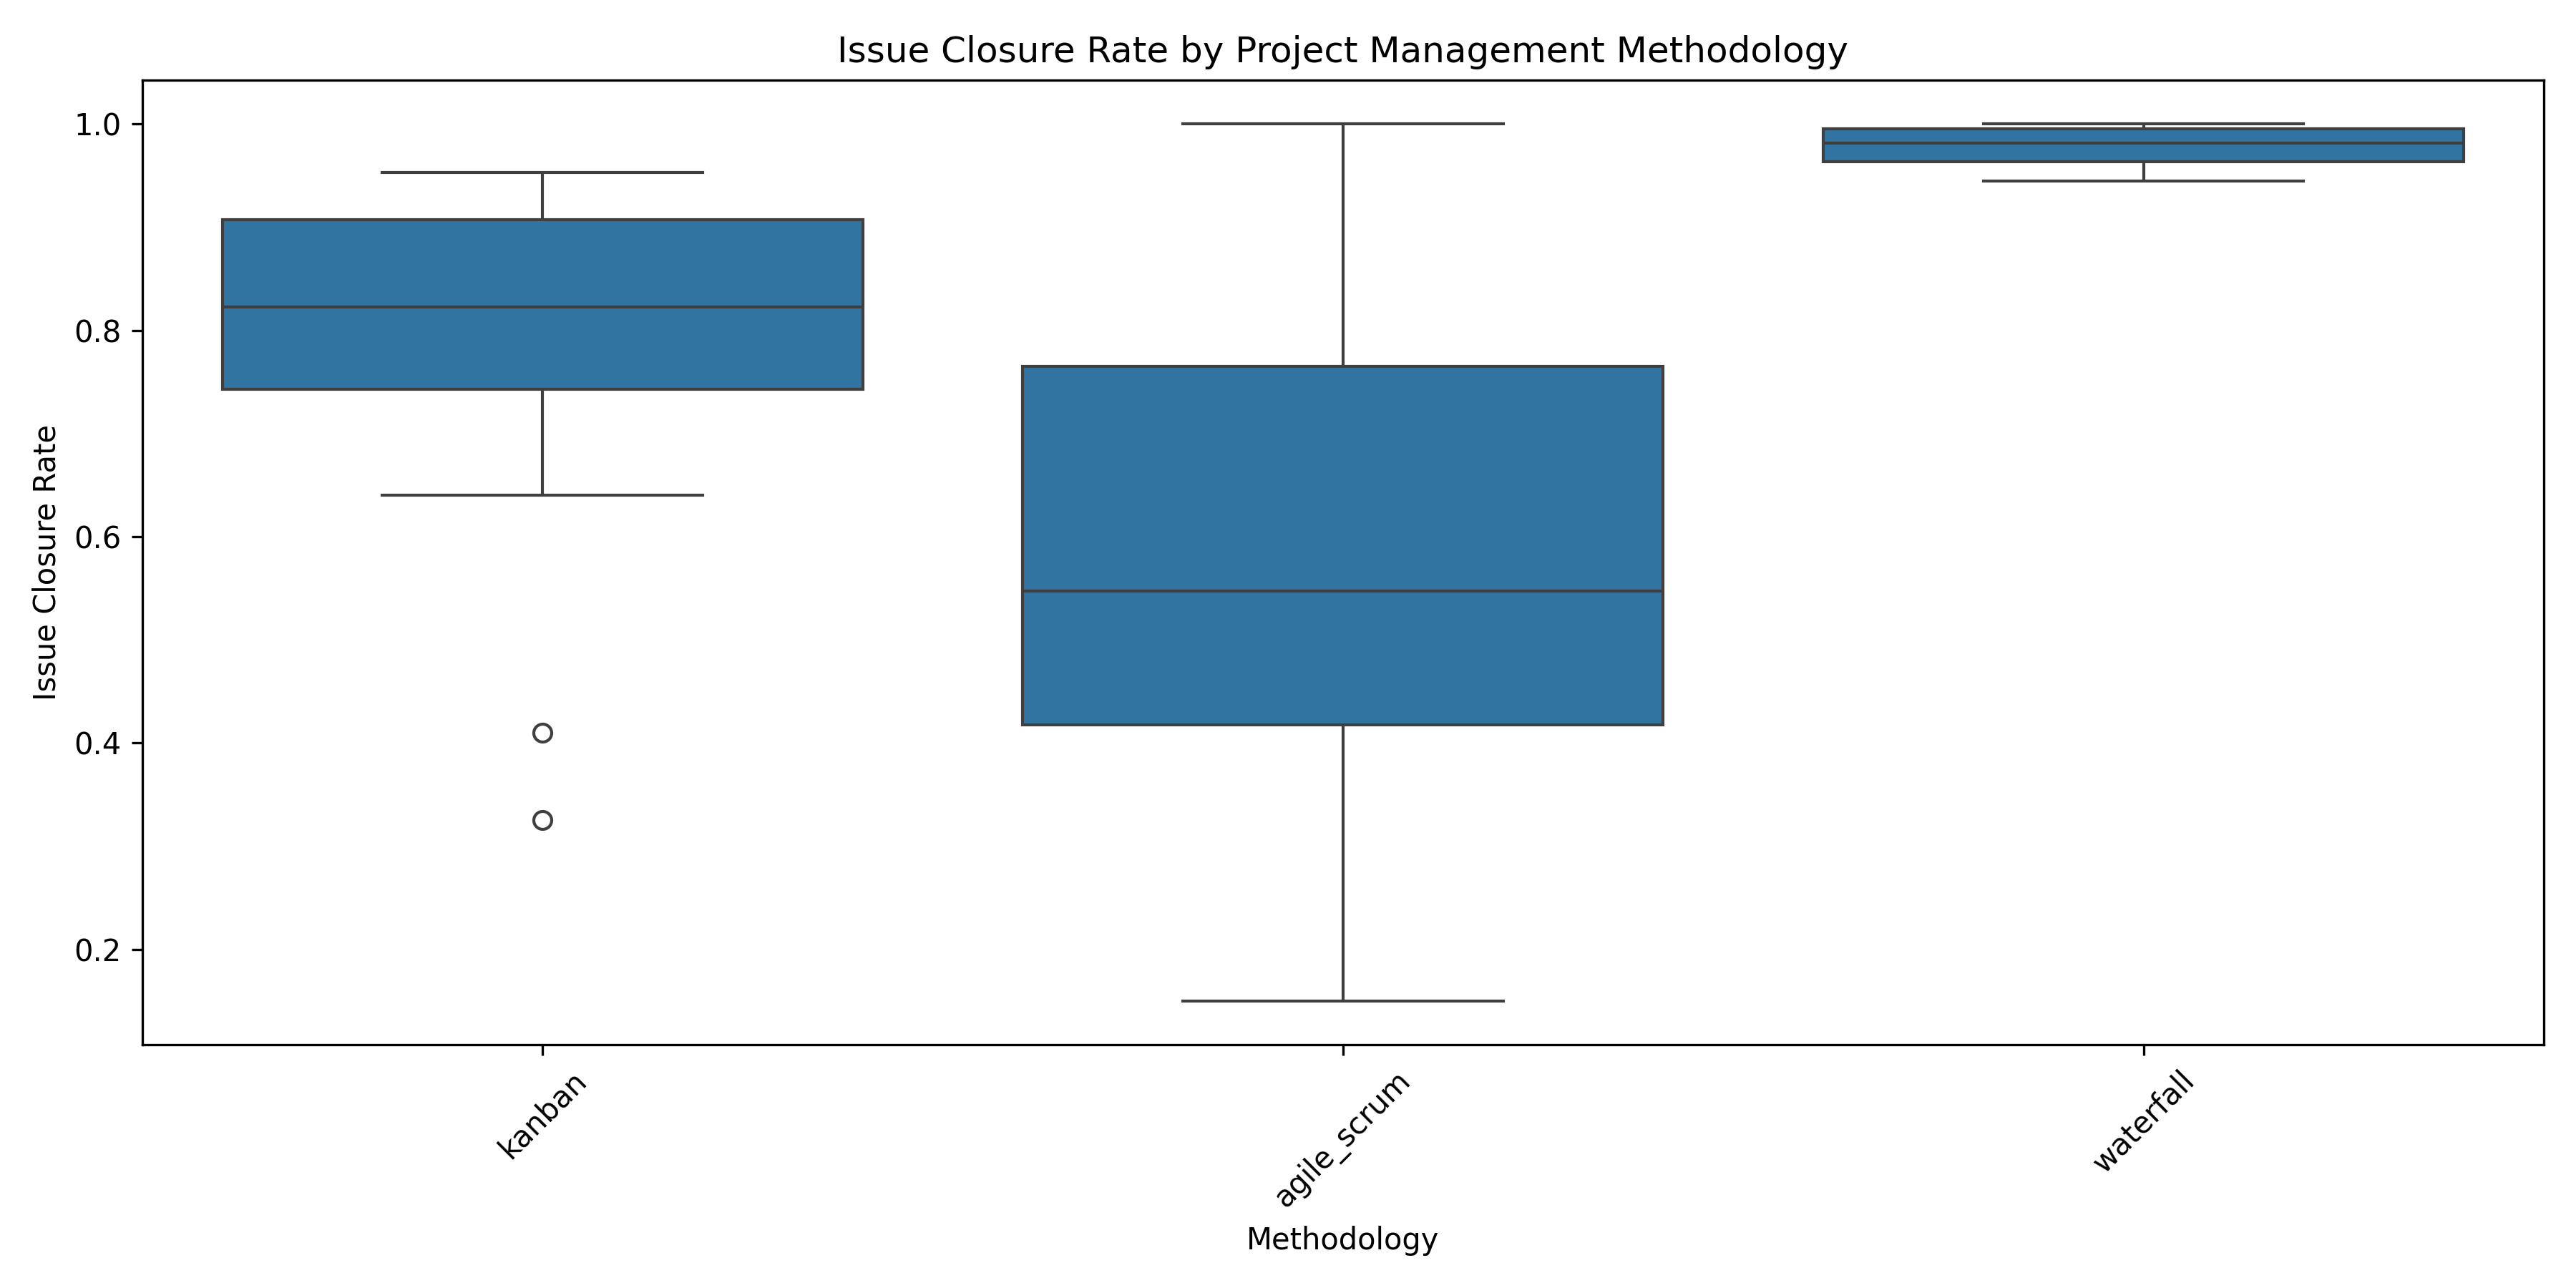 Issue Closure Rate by Project Management Methodology
Issue Closure Rate
1.0
0.8
0.6
0.4
0.2
kanban
agile_scrum
waterfall
Methodology